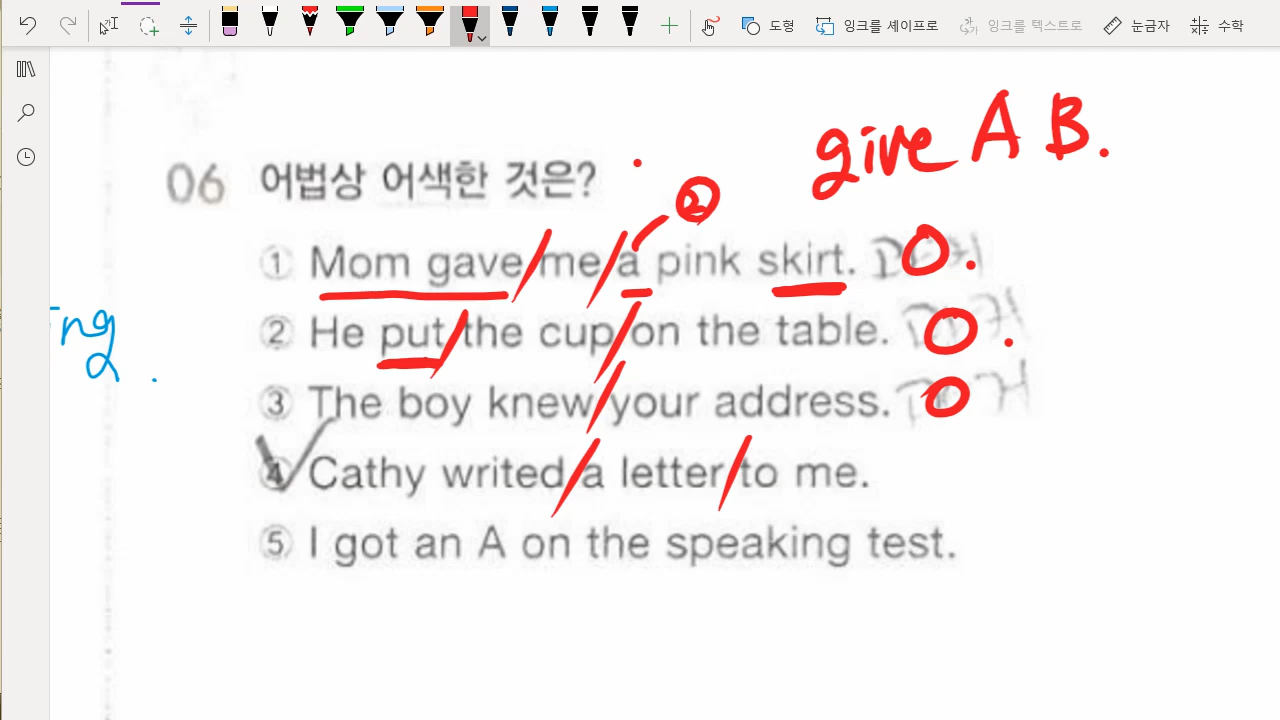 도형
잉크를 셰이프로
잉크를 텍스트로
눈금자
수학
give A B.
06 어법상 어색한 것은?
②
① Mom gave me a pink skirt.
② He put the cup on the table.
③ The boy knew your address.
④ Cathy writed a letter to me.
⑤ I got an A on the speaking test.